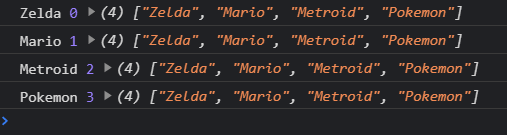 Zelda 0 ▶(4) ["Zelda", "Mario", "Metroid", "Pokemon"]
Mario 1 ▶(4) ["Zelda", "Mario", "Metroid", "Pokemon"]
Metroid 2 ▶(4) ["Zelda", "Mario", "Metroid", "Pokemon"]
Pokemon 3 ▶(4) ["Zelda", "Mario", "Metroid", "Pokemon"]
>